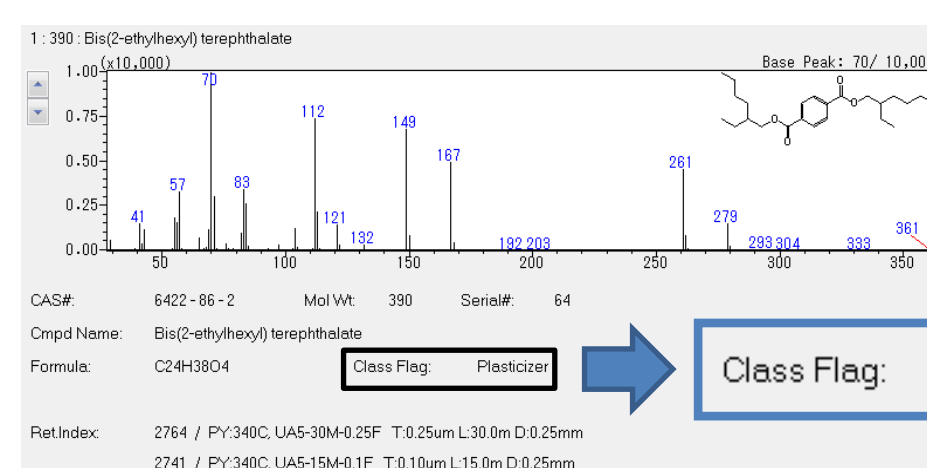 1 : 390 : Bis(2-ethylhexyl) terephthalate
(x10,000)
Base Peak: 70/ 10,00
1.00
0.75
0.50
0.25
0.00
41
57
70
83
112
121
132
149
167
192
203
261
279
293
304
333
361
50
100
150
200
250
300
350
O
O
O
O
CAS#: 6422 - 86 - 2 Mol Wt: 390 Serial#: 64
Cmpd Name: Bis(2-ethylhexyl) terephthalate
Formula: C24H38O4 Class Flag: Plasticizer
Class Flag:
Ret.Index: 2764 / PY:340C, UA5-30M-0.25F T:0.25um L:30.0m D:0.25mm
2741 / PY:340C, UA5-15M-0.1F T:0.10um L:15.0m D:0.25mm